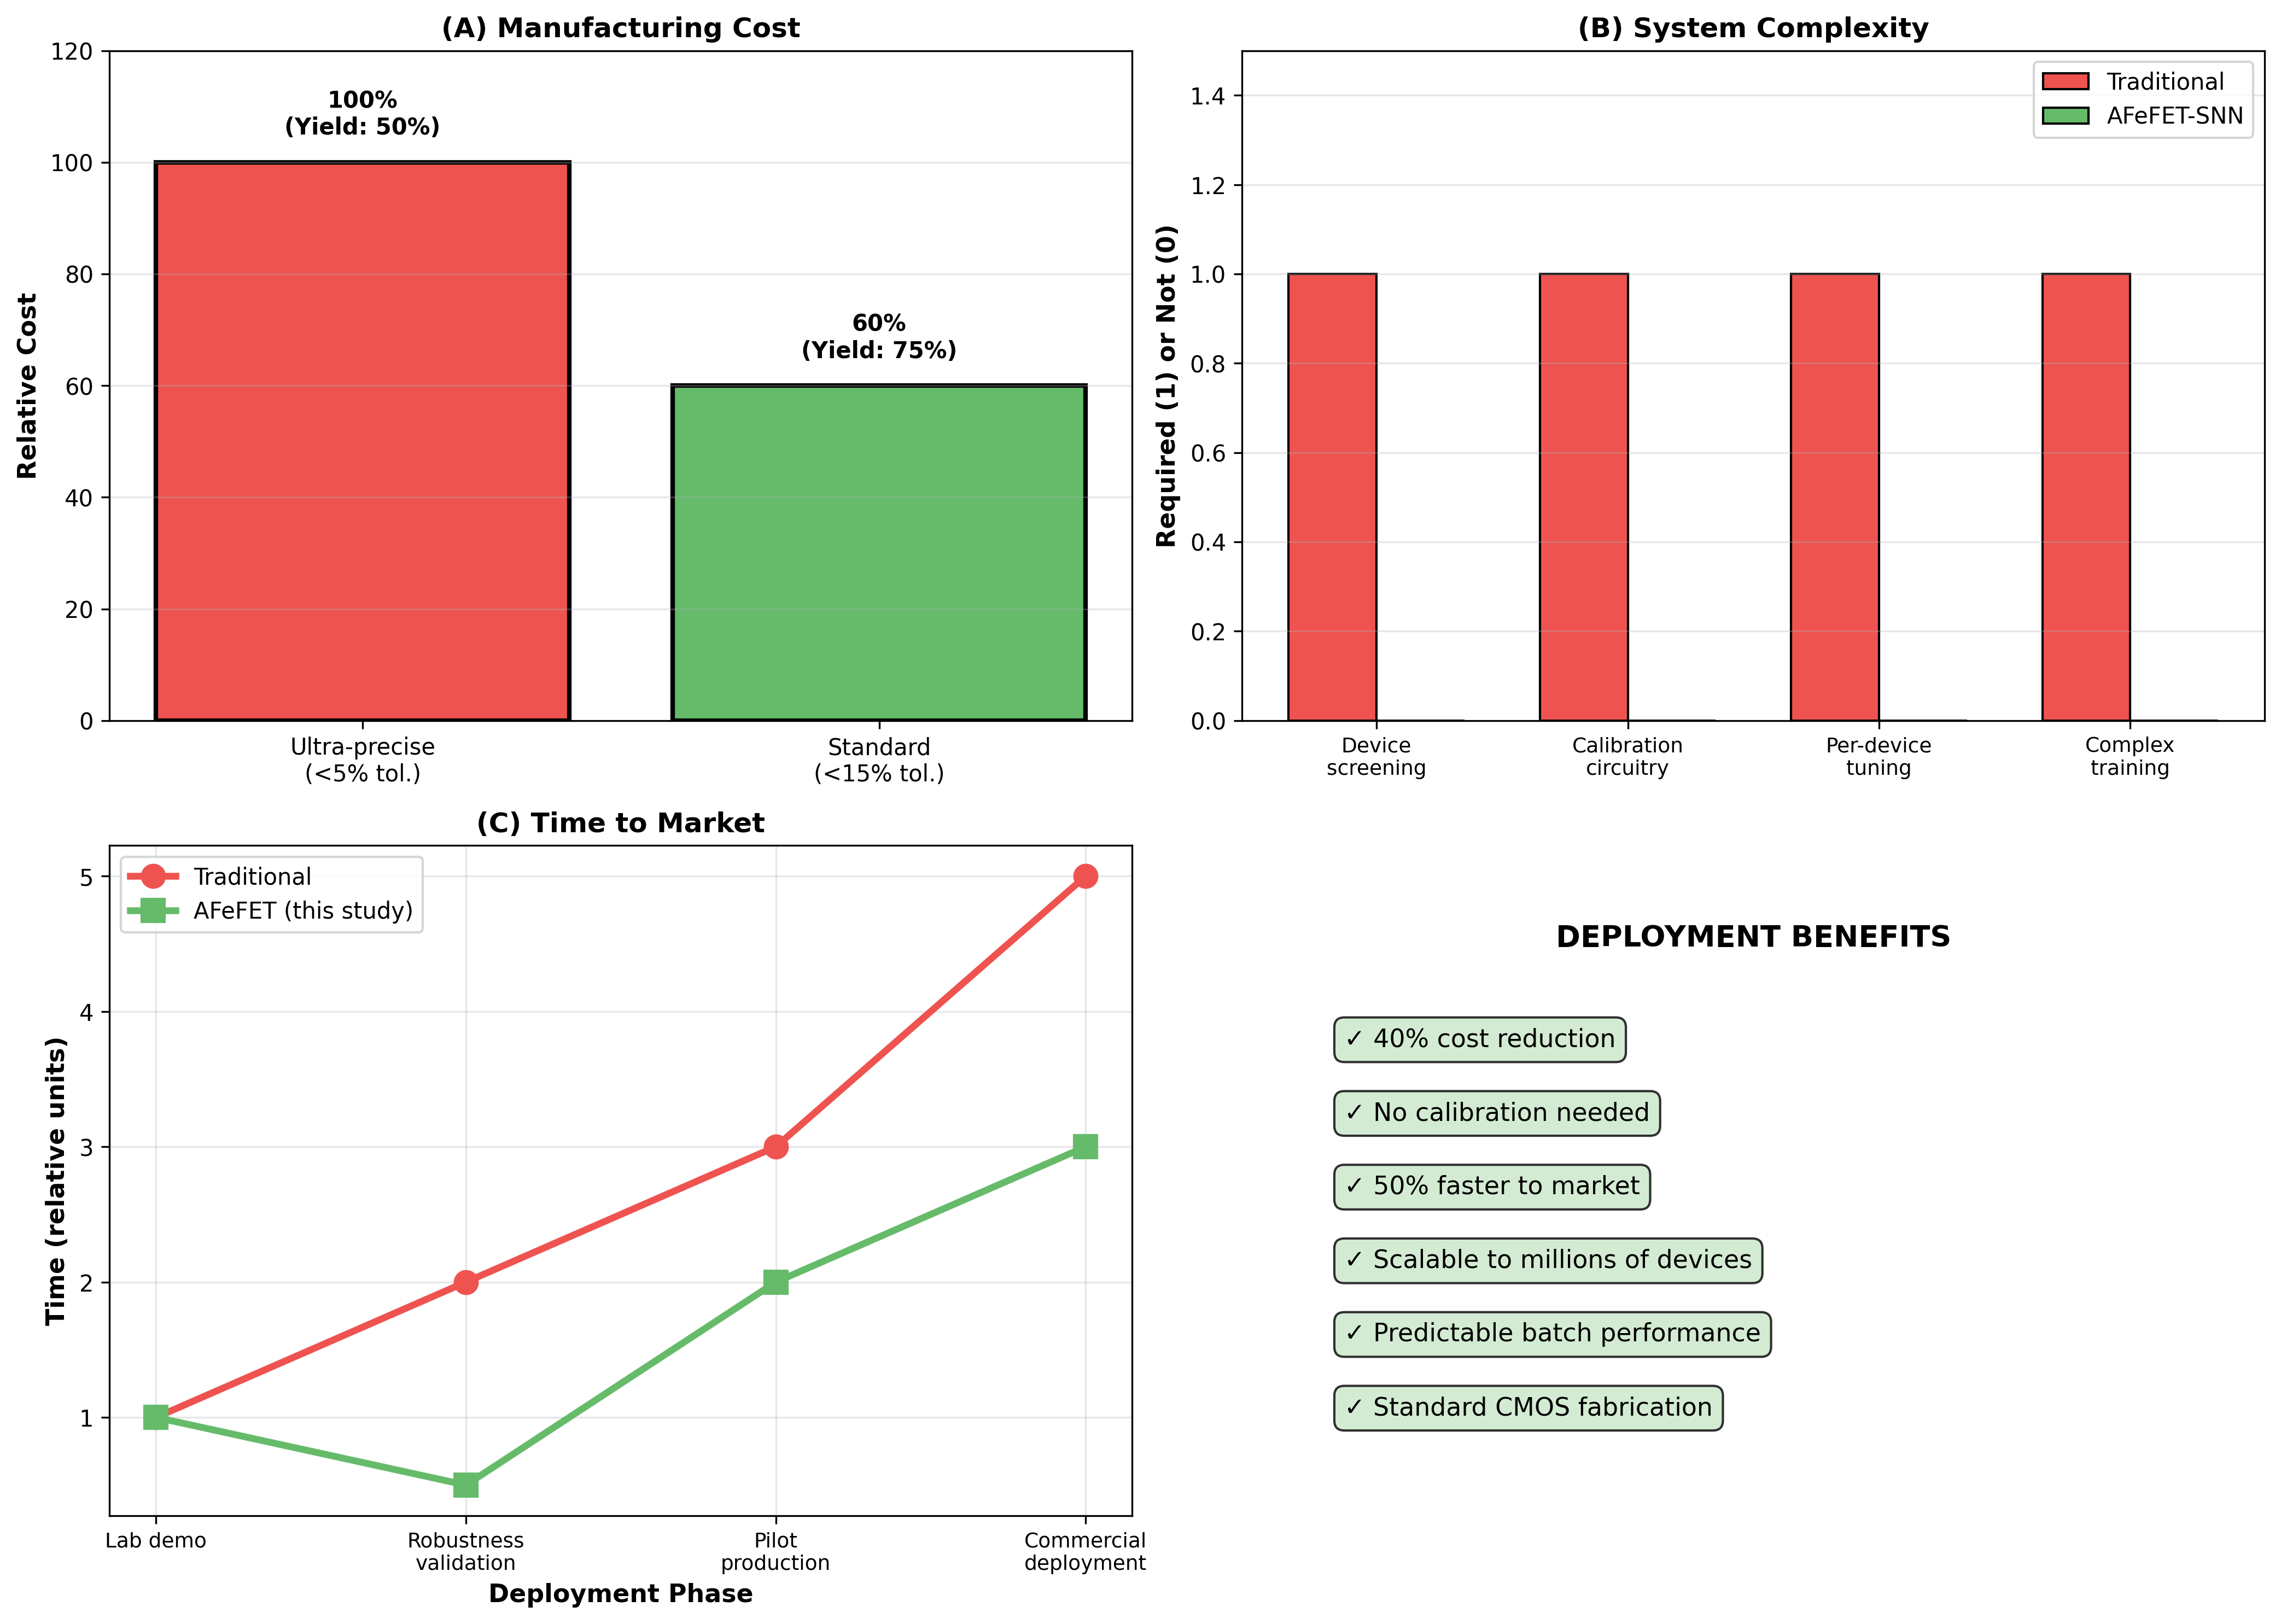 (A) Manufacturing Cost
120
100
80
60
40
20
0
Relative Cost
100%
(Yield: 50%)
60%
(Yield: 75%)
Ultra-precise
(<5% tol.)
Standard
(<15% tol.)
(B) System Complexity
1.4
1.2
1.0
0.8
0.6
0.4
0.2
0.0
Required (1) or Not (0)
Traditional
AFeFET-SNN
Device
screening
Calibration
circuitry
Per-device
tuning
Complex
training
(C) Time to Market
5
4
3
2
1
Time (relative units)
Traditional
AFeFET (this study)
Lab demo
Robustness
validation
Pilot
production
Commercial
deployment
Deployment Phase
DEPLOYMENT BENEFITS
✓ 40% cost reduction
✓ No calibration needed
✓ 50% faster to market
✓ Scalable to millions of devices
✓ Predictable batch performance
✓ Standard CMOS fabrication